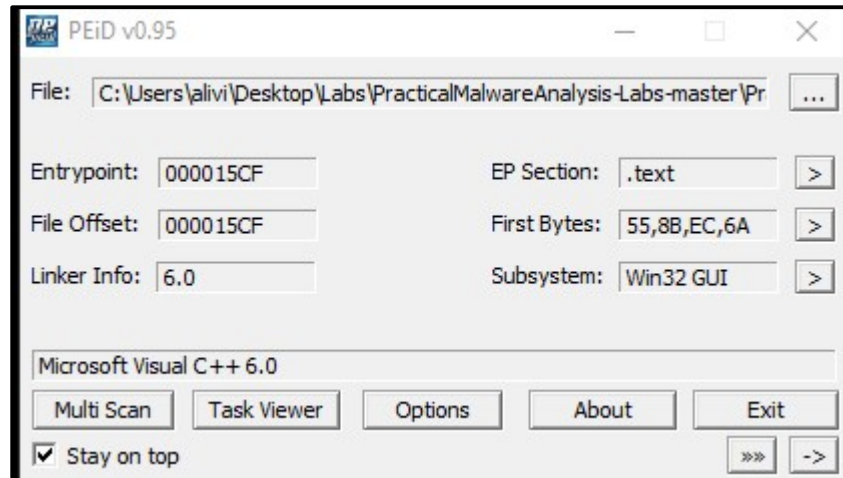 PEiD v0.95
File: C:\Users\alivi\Desktop\Labs\PracticalMalwareAnalysis-Labs-master\Pr ...
Entrypoint: 000015CF EP Section: .text >
File Offset: 000015CF First Bytes: 55,8B,EC,6A >
Linker Info: 6.0 Subsystem: Win32 GUI >
Microsoft Visual C++ 6.0
Multi Scan Task Viewer Options About Exit
Stay on top »» ->